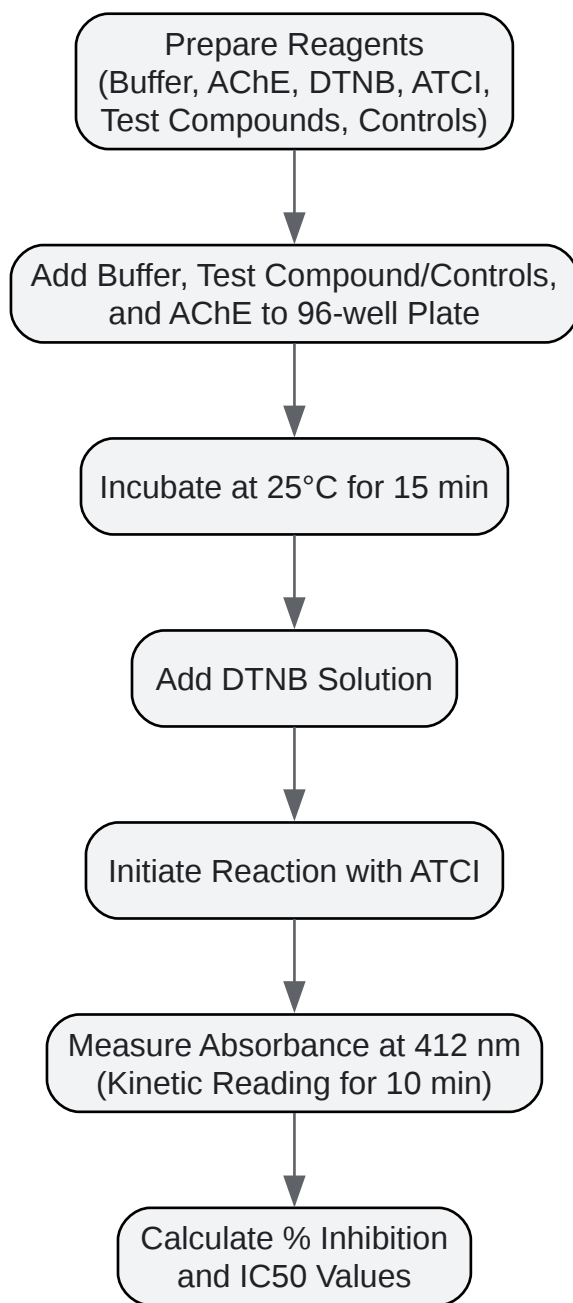 Prepare Reagents
(Buffer, AChE, DTNB, ATCI,
Test Compounds, Controls)
Add Buffer, Test Compound/Controls,
and AChE to 96-well Plate
Incubate at 25°C for 15 min
Add DTNB Solution
Initiate Reaction with ATCI
Measure Absorbance at 412 nm
(Kinetic Reading for 10 min)
Calculate % Inhibition
and IC50 Values